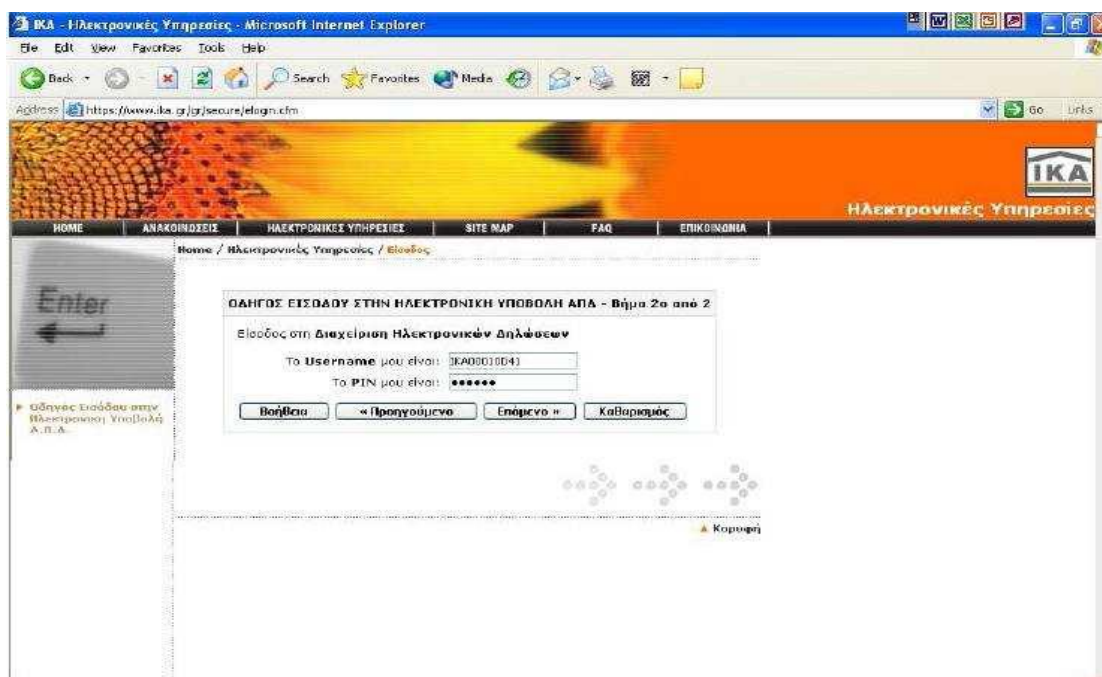 ΙΚΑ - Ηλεκτρονικές Υπηρεσίες - Microsoft Internet Explorer
File Edit View Favorites Tools Help
Back Search Favorites Media
Address https://www.ika.gr/gr/secure/elogin.cfm Go Links
ΙΚΑ
Ηλεκτρονικές Υπηρεσίες
HOME ΑΝΑΚΟΙΝΩΣΕΙΣ ΗΛΕΚΤΡΟΝΙΚΕΣ ΥΠΗΡΕΣΙΕΣ SITE MAP FAQ ΕΠΙΚΟΙΝΩΝΙΑ
Home / Ηλεκτρονικές Υπηρεσίες / Είσοδος
Enter
ΟΔΗΓΟΣ ΕΙΣΟΔΟΥ ΣΤΗΝ ΗΛΕΚΤΡΟΝΙΚΗ ΥΠΟΒΟΛΗ ΑΠΔ - Βήμα 2ο από 2
Είσοδος στη Διαχείριση Ηλεκτρονικών Δηλώσεων
Το Username μου είναι:
Το PIN μου είναι: ••••••
Βοήθεια « Προηγούμενο Επόμενο » Καθαρισμός
Οδηγός Εισόδου στην
Ηλεκτρονική Υποβολή
Α.Π.Δ.
Κορυφή